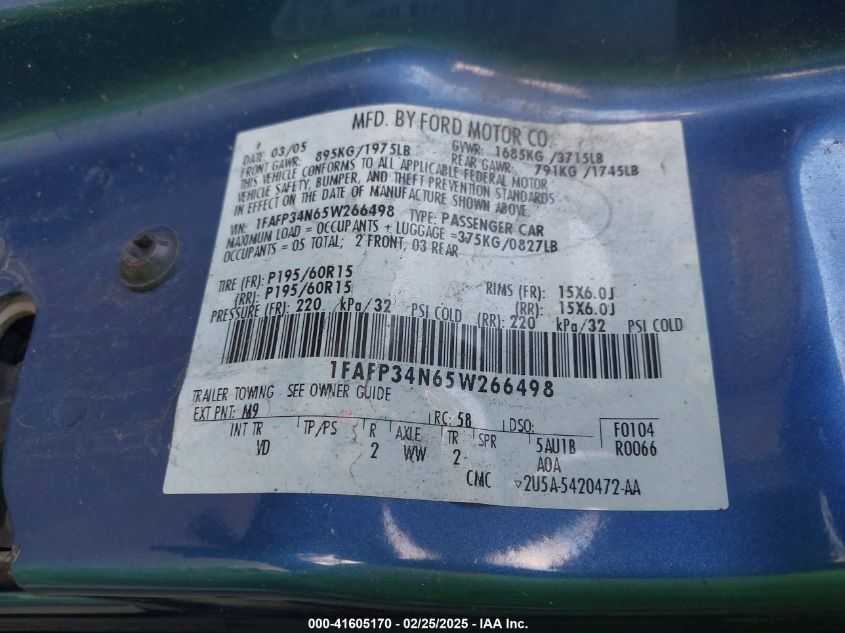 MFD. BY FORD MOTOR CO.
DATE: 03/05 GVWR: 1685KG /3715LB
FRONT GAWR: 895KG/1975LB REAR GAWR: 791KG /1745LB
THIS VEHICLE CONFORMS TO ALL APPLICABLE FEDERAL MOTOR
VEHICLE SAFETY, BUMPER, AND THEFT PREVENTION STANDARDS
IN EFFECT ON THE DATE OF MANUFACTURE SHOWN ABOVE.
VIN: 1FAFP34N65W266498 TYPE: PASSENGER CAR
MAXIMUM LOAD = OCCUPANTS + LUGGAGE =375KG/0827LB
OCCUPANTS = 05 TOTAL; 2 FRONT, 03 REAR
TIRE (FR): P195/60R15 RIMS (FR): 15X6.0J
(RR): P195/60R15 (RR): 15X6.0J
PRESSURE (FR): 220 kPa/32 PSI COLD (RR): 220 kPa/32 PSI COLD
1FAFP34N65W266498
TRAILER TOWING - SEE OWNER GUIDE
EXT PNT: M9 RC: 58 DSO: F0104
INT TR TP/PS R AXLE TR SPR 5AU1B R0066
VD 2 WW 2 A0A
CMC ▽2U5A-5420472-AA
000-41605170 - 02/25/2025 - IAA Inc.